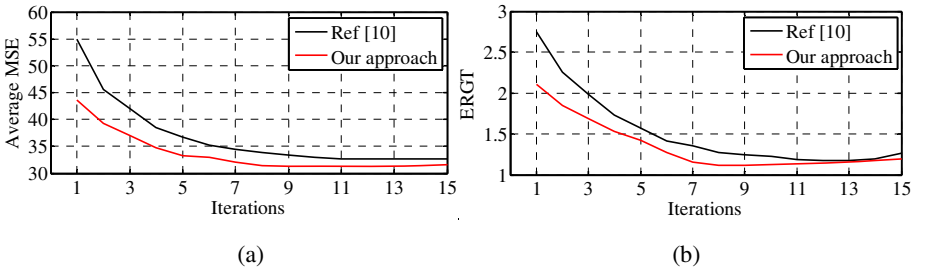 60
55
50
45
40
35
30
Average MSE
Ref [10]
Our approach
1 3 5 7 9 11 13 15
Iterations
(a)
3
2.5
2
1.5
1
ERGT
Ref [10]
Our approach
1 3 5 7 9 11 13 15
Iterations
(b)